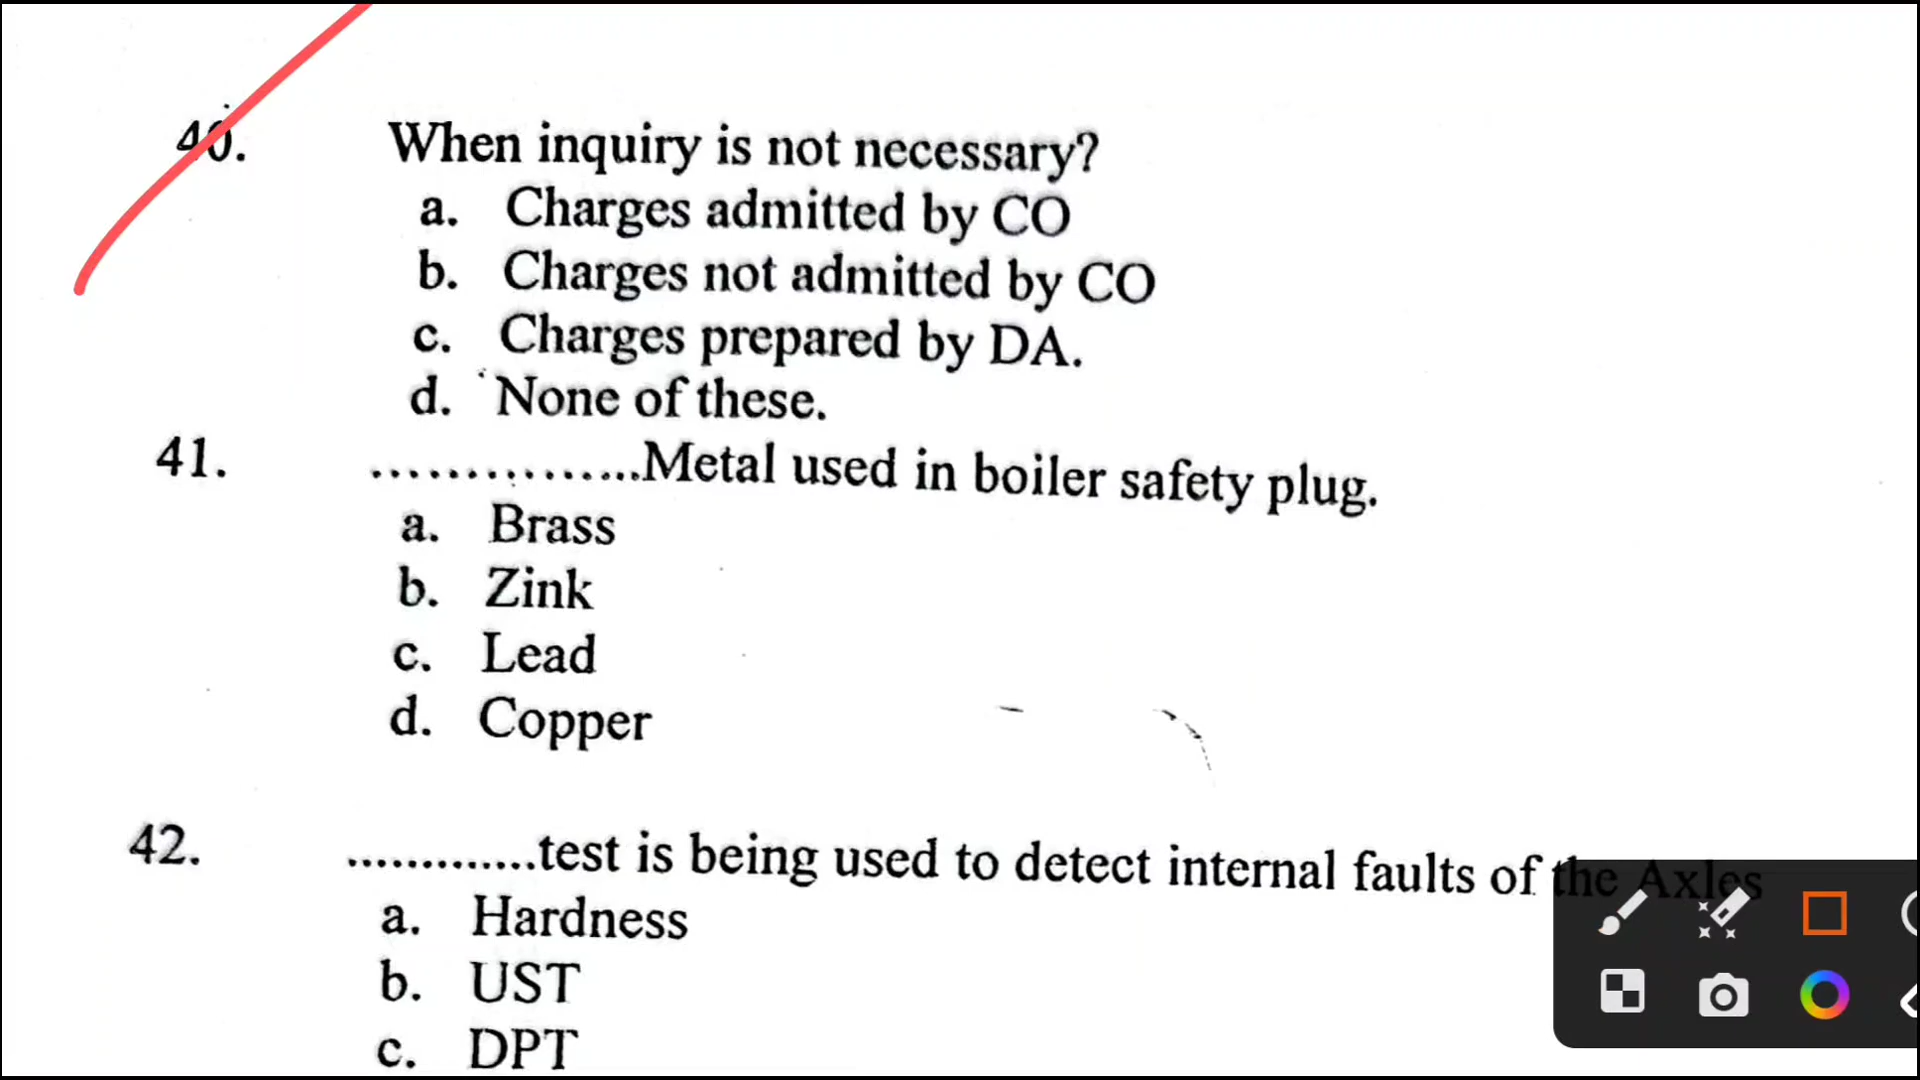 40. When inquiry is not necessary?
a. Charges admitted by CO
b. Charges not admitted by CO
c. Charges prepared by DA.
d. None of these.
41. ...............Metal used in boiler safety plug.
a. Brass
b. Zink
c. Lead
d. Copper
42. .............test is being used to detect internal faults of the Axles
a. Hardness
b. UST
c. DPT